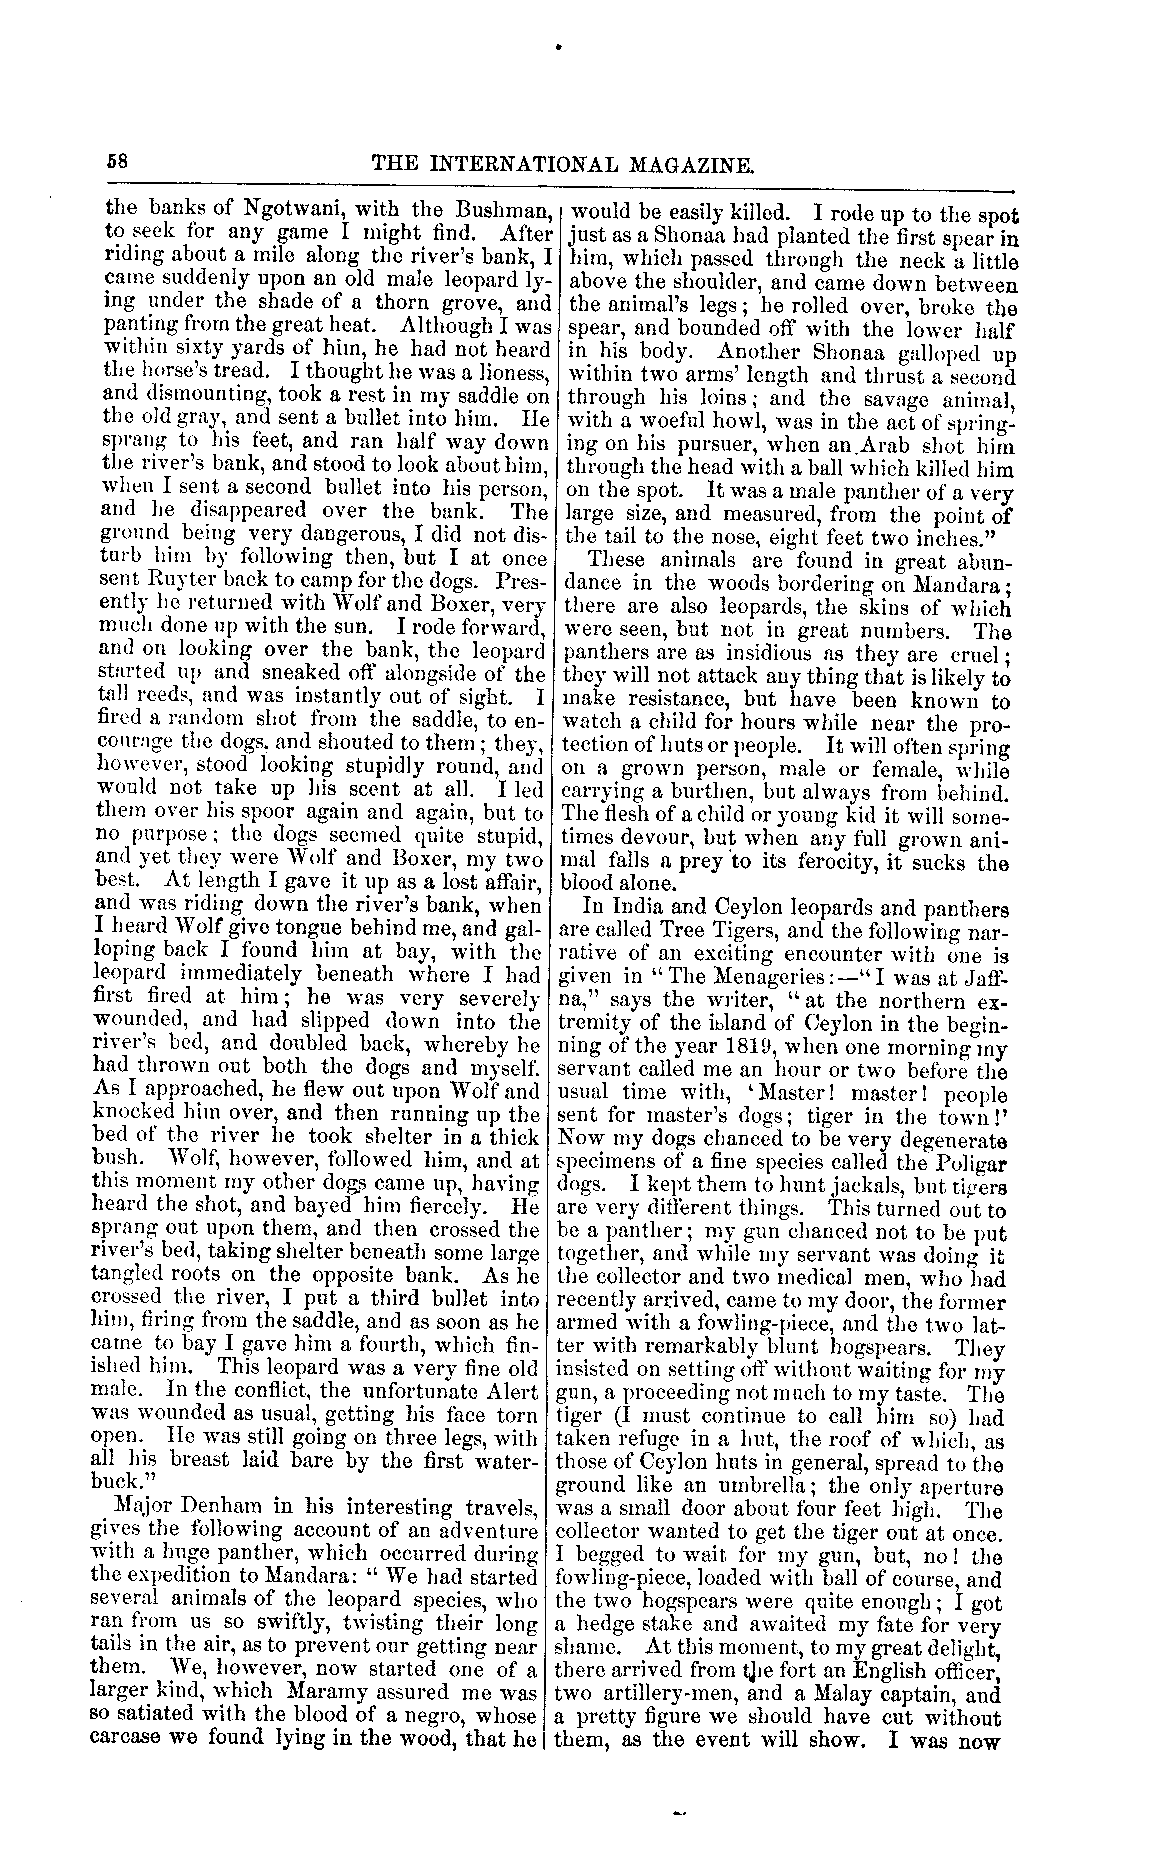 58
THE INTERNATIONAL MAGAZINE.
the banks of Ngotwani, with the Bushman,
to seek for any game I might find. After
riding about a mile along the river's bank, I
came suddenly upon an old male leopard ly-
ing under the shade of a thorn grove, and
panting from the great heat. Although I was
within sixty yards of him, he had not heard
the horse's tread. I thought he was a lioness,
and dismounting, took a rest in my saddle on
the old gray, and sent a bullet into him. He
sprang to his feet, and ran half way down
the river's bank, and stood to look about him,
when I sent a second bullet into his person,
and he disappeared over the bank. The
ground being very dangerous, I did not dis-
turb him by following then, but I at once
sent Ruyter back to camp for the dogs. Pres-
ently he returned with Wolf and Boxer, very
much done up with the sun. I rode forward,
and on looking over the bank, the leopard
started up and sneaked off alongside of the
tall reeds, and was instantly out of sight. I
fired a random shot from the saddle, to en-
courage the dogs, and shouted to them; they,
however, stood looking stupidly round, and
would not take up his scent at all. I led
them over his spoor again and again, but to
no purpose; the dogs seemed quite stupid,
and yet they were Wolf and Boxer, my two
best. At length I gave it up as a lost affair,
and was riding down the river's bank, when
I heard Wolf give tongue behind me, and gal-
loping back I found him at bay, with the
leopard immediately beneath where I had
first fired at him; he was very severely
wounded, and had slipped down into the
river's bed, and doubled back, whereby he
had thrown out both the dogs and myself.
As I approached, he flew out upon Wolf and
knocked him over, and then running up the
bed of the river he took shelter in a thick
bush. Wolf, however, followed him, and at
this moment my other dogs came up, having
heard the shot, and bayed him fiercely. He
sprang out upon them, and then crossed the
river's bed, taking shelter beneath some large
tangled roots on the opposite bank. As he
crossed the river, I put a third bullet into
him, firing from the saddle, and as soon as he
came to bay I gave him a fourth, which fin-
ished him. This leopard was a very fine old
male. In the conflict, the unfortunate Alert
was wounded as usual, getting his face torn
open. He was still going on three legs, with
all his breast laid bare by the first water-
buck."
Major Denham in his interesting travels,
gives the following account of an adventure
with a huge panther, which occurred during
the expedition to Mandara: "We had started
several animals of the leopard species, who
ran from us so swiftly, twisting their long
tails in the air, as to prevent our getting near
them. We, however, now started one of a
larger kind, which Maramy assured me was
so satiated with the blood of a negro, whose
carcase we found lying in the wood, that he
would be easily killed. I rode up to the spot
just as a Shonaa had planted the first spear in
him, which passed through the neck a little
above the shoulder, and came down between
the animal's legs; he rolled over, broke the
spear, and bounded off with the lower half
in his body. Another Shonaa galloped up
within two arms' length and thrust a second
through his loins; and the savage animal,
with a woeful howl, was in the act of spring-
ing on his pursuer, when an Arab shot him
through the head with a ball which killed him
on the spot. It was a male panther of a very
large size, and measured, from the point of
the tail to the nose, eight feet two inches."
These animals are found in great abun-
dance in the woods bordering on Mandara;
there are also leopards, the skins of which
were seen, but not in great numbers. The
panthers are as insidious as they are cruel;
they will not attack any thing that is likely to
make resistance, but have been known to
watch a child for hours while near the pro-
tection of huts or people. It will often spring
on a grown person, male or female, while
carrying a burthen, but always from behind.
The flesh of a child or young kid it will some-
times devour, but when any full grown ani-
mal falls a prey to its ferocity, it sucks the
blood alone.
In India and Ceylon leopards and panthers
are called Tree Tigers, and the following nar-
rative of an exciting encounter with one is
given in "The Menageries:—"I was at Jaff-
na," says the writer, "at the northern ex-
tremity of the island of Ceylon in the begin-
ning of the year 1819, when one morning my
servant called me an hour or two before the
usual time with, 'Master! master! people
sent for master's dogs; tiger in the town!'
Now my dogs chanced to be very degenerate
specimens of a fine species called the Poligar
dogs. I kept them to hunt jackals, but tigers
are very different things. This turned out to
be a panther; my gun chanced not to be put
together, and while my servant was doing it
the collector and two medical men, who had
recently arrived, came to my door, the former
armed with a fowling-piece, and the two lat-
ter with remarkably blunt hogspears. They
insisted on setting off without waiting for my
gun, a proceeding not much to my taste. The
tiger (I must continue to call him so) had
taken refuge in a hut, the roof of which, as
those of Ceylon huts in general, spread to the
ground like an umbrella; the only aperture
was a small door about four feet high. The
collector wanted to get the tiger out at once.
I begged to wait for my gun, but, no! the
fowling-piece, loaded with ball of course, and
the two hogspears were quite enough; I got
a hedge stake and awaited my fate for very
shame. At this moment, to my great delight,
there arrived from the fort an English officer,
two artillery-men, and a Malay captain, and
a pretty figure we should have cut without
them, as the event will show. I was now